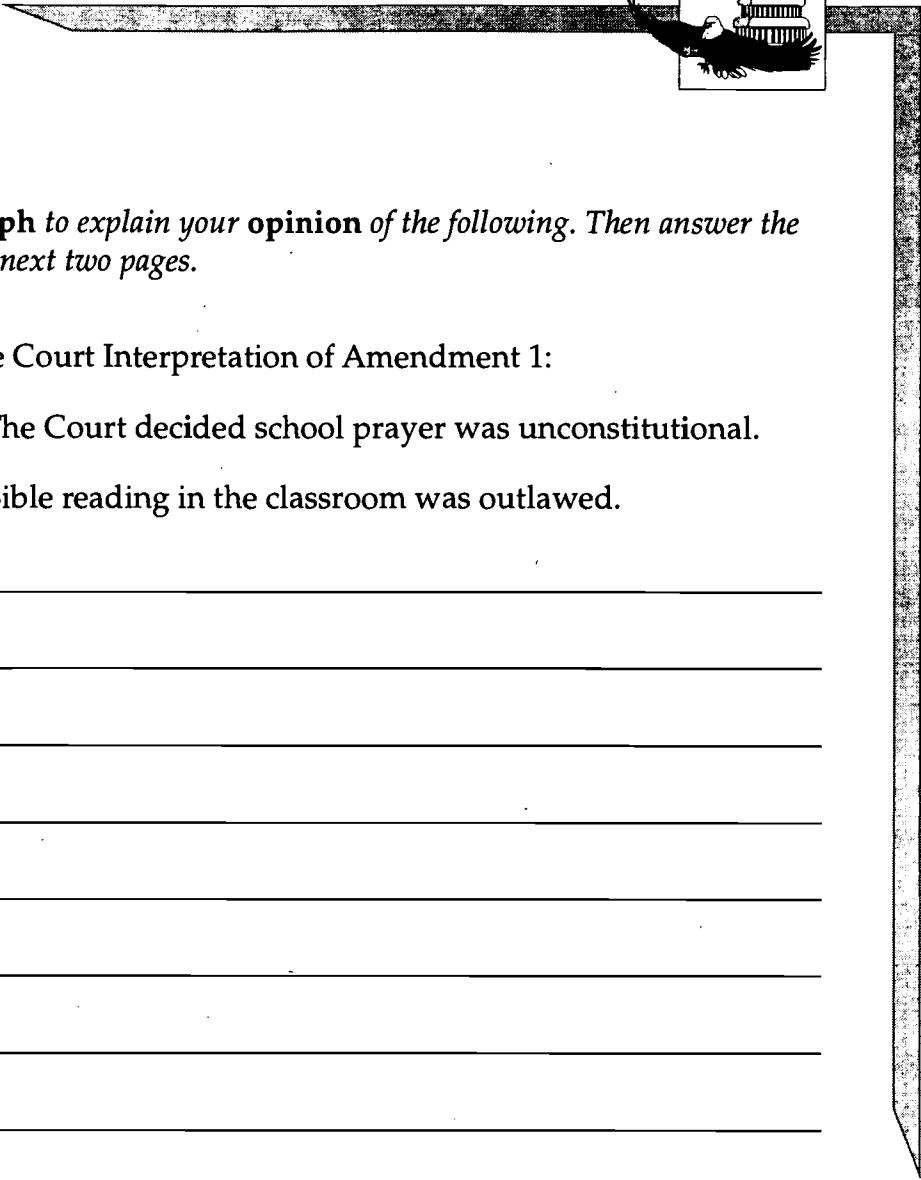 ph to explain your opinion of the following. Then answer the
next two pages.
e Court Interpretation of Amendment 1:
he Court decided school prayer was unconstitutional.
ible reading in the classroom was outlawed.